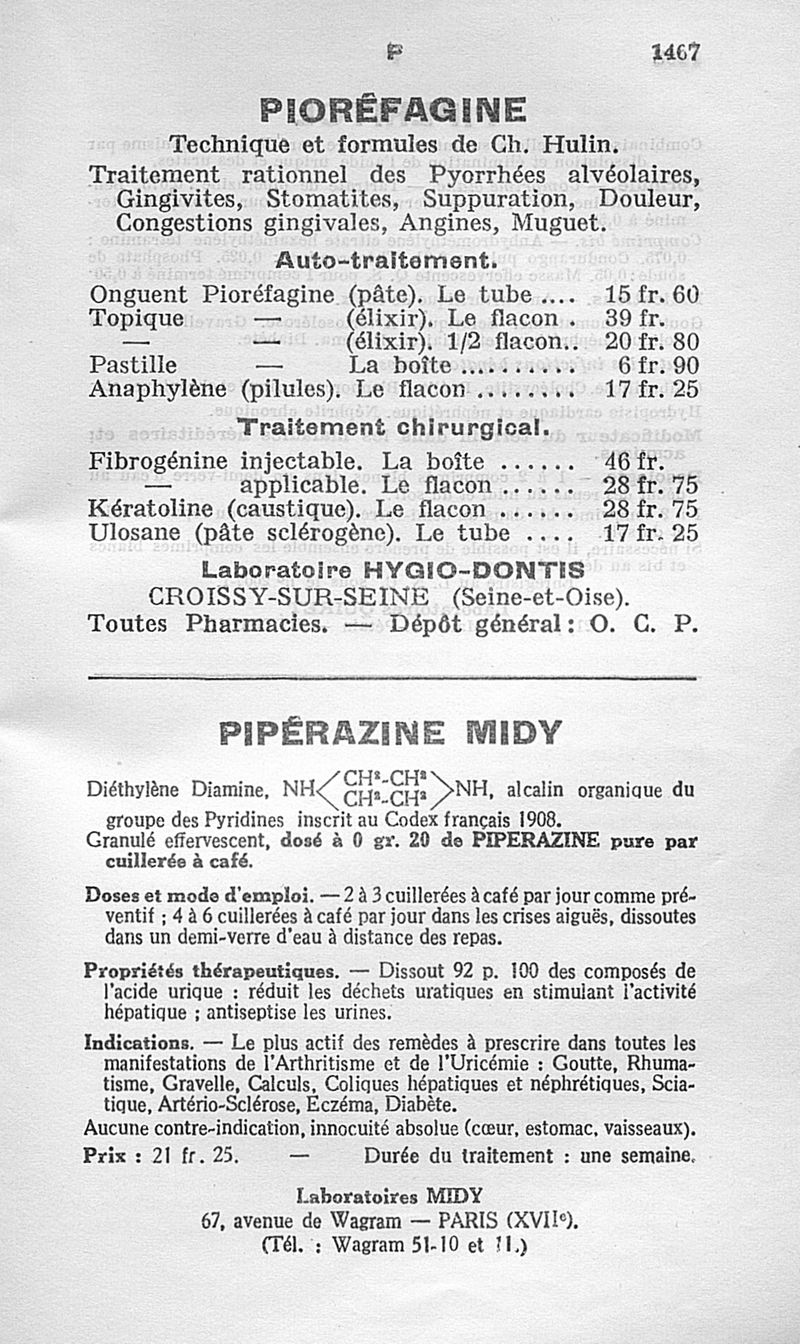 P 1467
PIORÉFAGINE
Technique et formules de Ch. Hulin.
Traitement rationnel des Pyorrhées alvéolaires,
Gingivites, Stomatites, Suppuration, Douleur,
Congestions gingivales, Angines, Muguet.
Auto-traitement.
Onguent Pioréfagine (pâte). Le tube .... 15 fr. 60
Topique — (élixir). Le flacon . 39 fr.
— — (élixir). 1/2 flacon.. 20 fr. 80
Pastille — La boîte .......... 6 fr. 90
Anaphylène (pilules). Le flacon ........ 17 fr. 25
Traitement chirurgical.
Fibrogénine injectable. La boîte ...... 46 fr.
— applicable. Le flacon ...... 28 fr. 75
Kératoline (caustique). Le flacon ...... 28 fr. 75
Ulosane (pâte sclérogène). Le tube .... 17 fr. 25
Laboratoire HYGIO-DONTIS
CROISSY-SUR-SEINE (Seine-et-Oise).
Toutes Pharmacies. — Dépôt général : O. C. P.
PIPÉRAZINE MIDY
Diéthylène Diamine, NH<CH²-CH² CH²-CH²>NH, alcalin organique du
groupe des Pyridines inscrit au Codex français 1908.
Granulé effervescent, dosé à 0 gr. 20 de PIPERAZINE pure par
cuillerée à café.
Doses et mode d'emploi. — 2 à 3 cuillerées à café par jour comme pré-
ventif ; 4 à 6 cuillerées à café par jour dans les crises aiguës, dissoutes
dans un demi-verre d'eau à distance des repas.
Propriétés thérapeutiques. — Dissout 92 p. 100 des composés de
l'acide urique : réduit les déchets uratiques en stimulant l'activité
hépatique ; antiseptise les urines.
Indications. — Le plus actif des remèdes à prescrire dans toutes les
manifestations de l'Arthritisme et de l'Uricémie : Goutte, Rhuma-
tisme, Gravelle, Calculs, Coliques hépatiques et néphrétiques, Scia-
tique, Artério-Sclérose, Eczéma, Diabète.
Aucune contre-indication, innocuité absolue (cœur, estomac, vaisseaux).
Prix : 21 fr. 25. — Durée du traitement : une semaine.
Laboratoires MIDY
67, avenue de Wagram — PARIS (XVIIᵉ).
(Tél. : Wagram 51-10 et 11.)